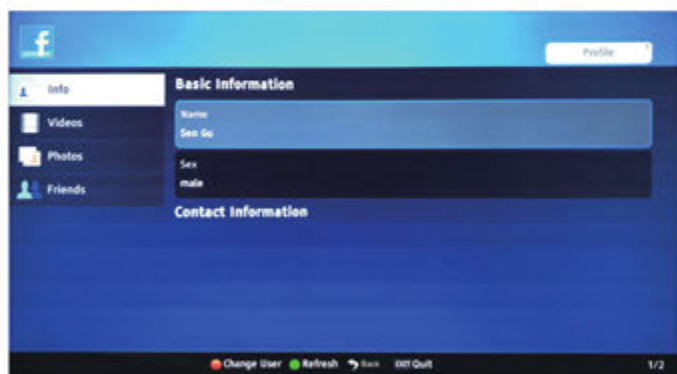 f
Profile
Info
Videos
Photos
Friends
Basic Information
Name
Sen Gu
Sex
male
Contact Information
Change User Refresh Back EXIT Quit 1/2